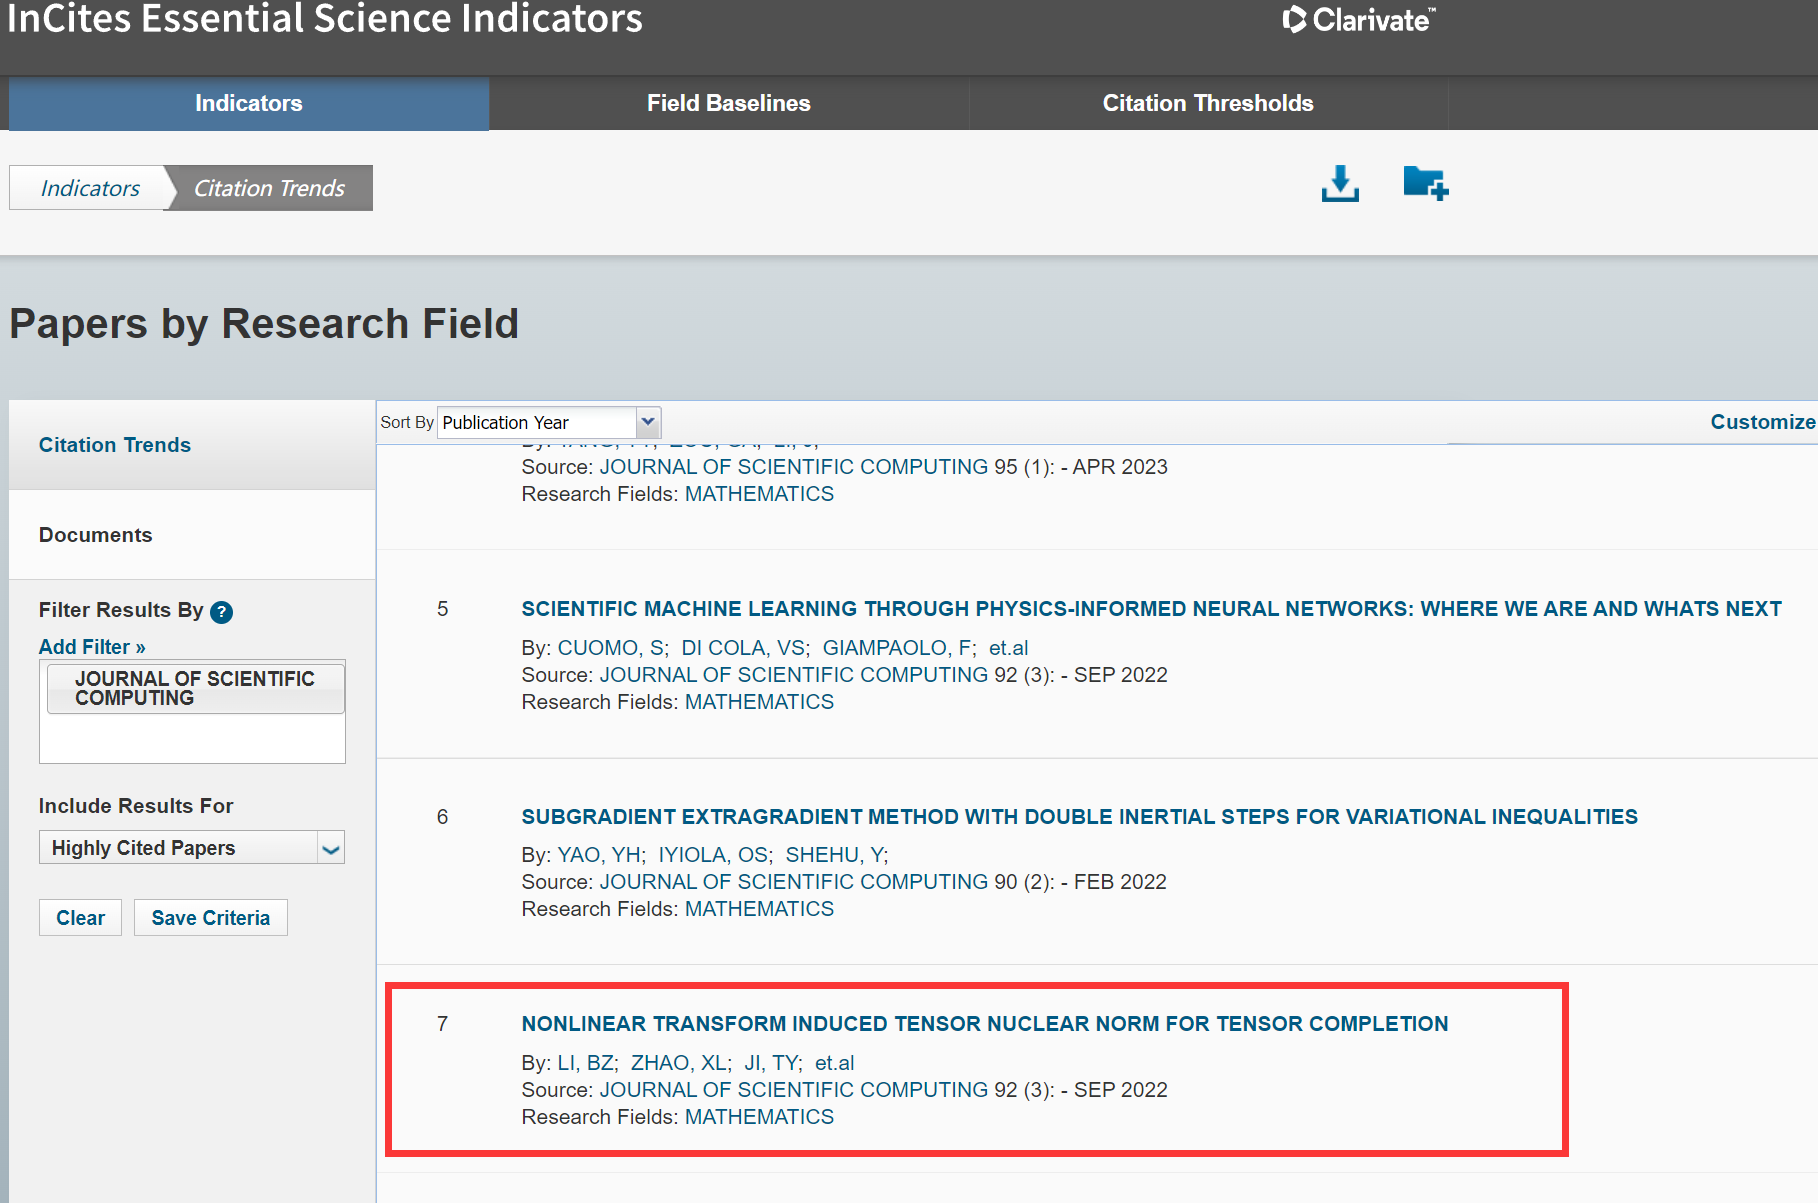 InCites Essential Science Indicators
Clarivate™
Indicators
Field Baselines
Citation Thresholds
Indicators
Citation Trends
Papers by Research Field
Citation Trends
Documents
Filter Results By ?
Add Filter »
JOURNAL OF SCIENTIFIC
COMPUTING
Include Results For
Highly Cited Papers
Clear
Save Criteria
Sort By Publication Year
Customize
Source: JOURNAL OF SCIENTIFIC COMPUTING 95 (1): - APR 2023
Research Fields: MATHEMATICS
5
SCIENTIFIC MACHINE LEARNING THROUGH PHYSICS-INFORMED NEURAL NETWORKS: WHERE WE ARE AND WHATS NEXT
By: CUOMO, S; DI COLA, VS; GIAMPAOLO, F; et.al
Source: JOURNAL OF SCIENTIFIC COMPUTING 92 (3): - SEP 2022
Research Fields: MATHEMATICS
6
SUBGRADIENT EXTRAGRADIENT METHOD WITH DOUBLE INERTIAL STEPS FOR VARIATIONAL INEQUALITIES
By: YAO, YH; IYIOLA, OS; SHEHU, Y;
Source: JOURNAL OF SCIENTIFIC COMPUTING 90 (2): - FEB 2022
Research Fields: MATHEMATICS
7
NONLINEAR TRANSFORM INDUCED TENSOR NUCLEAR NORM FOR TENSOR COMPLETION
By: LI, BZ; ZHAO, XL; JI, TY; et.al
Source: JOURNAL OF SCIENTIFIC COMPUTING 92 (3): - SEP 2022
Research Fields: MATHEMATICS